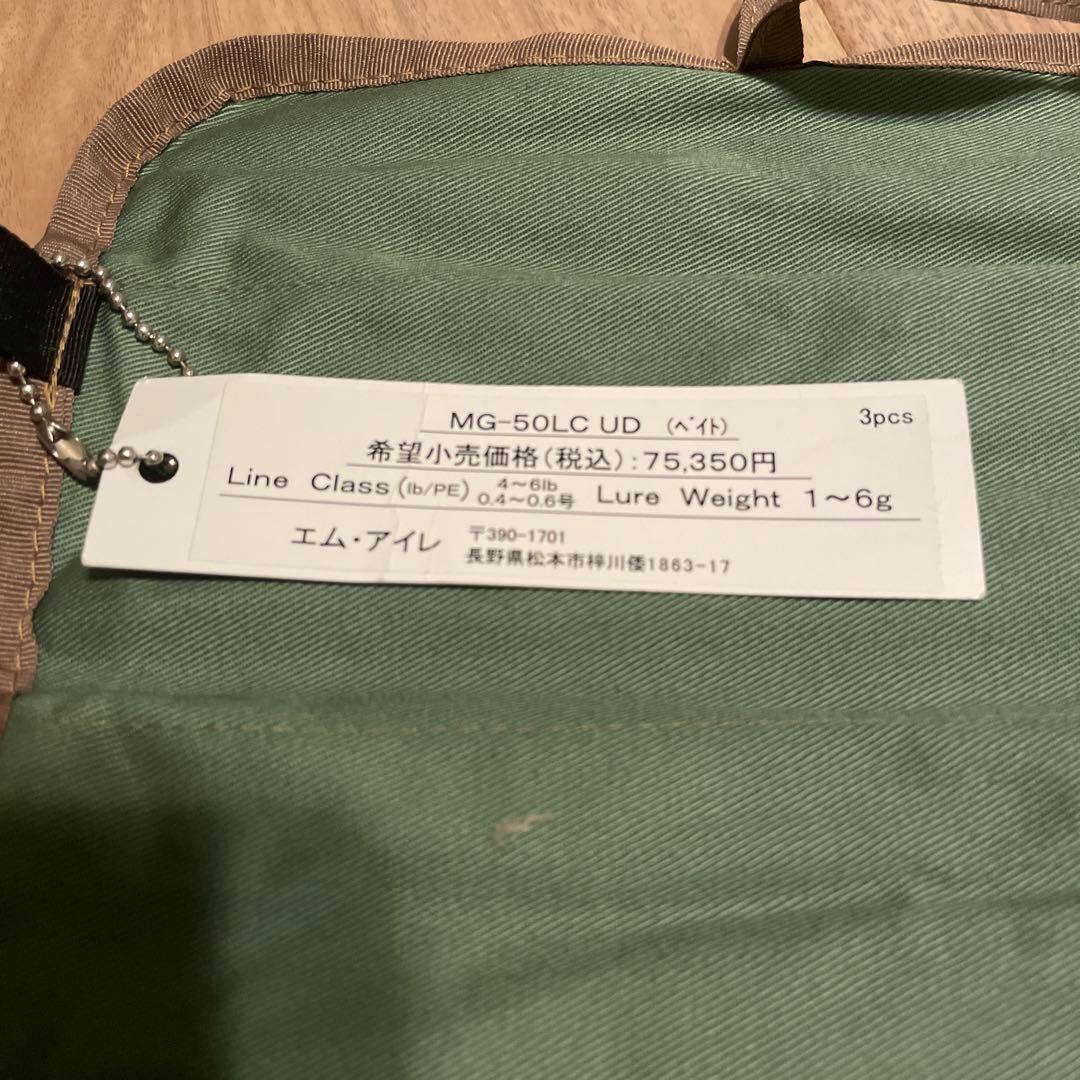 MG-50LC UD (ﾍﾞｲﾄ) 3pcs
希望小売価格(税込):75,350円
Line Class (lb/PE) 4～6lb 0.4～0.6号 Lure Weight 1～6g
エム・アイレ 〒390-1701
長野県松本市梓川倭1863-17